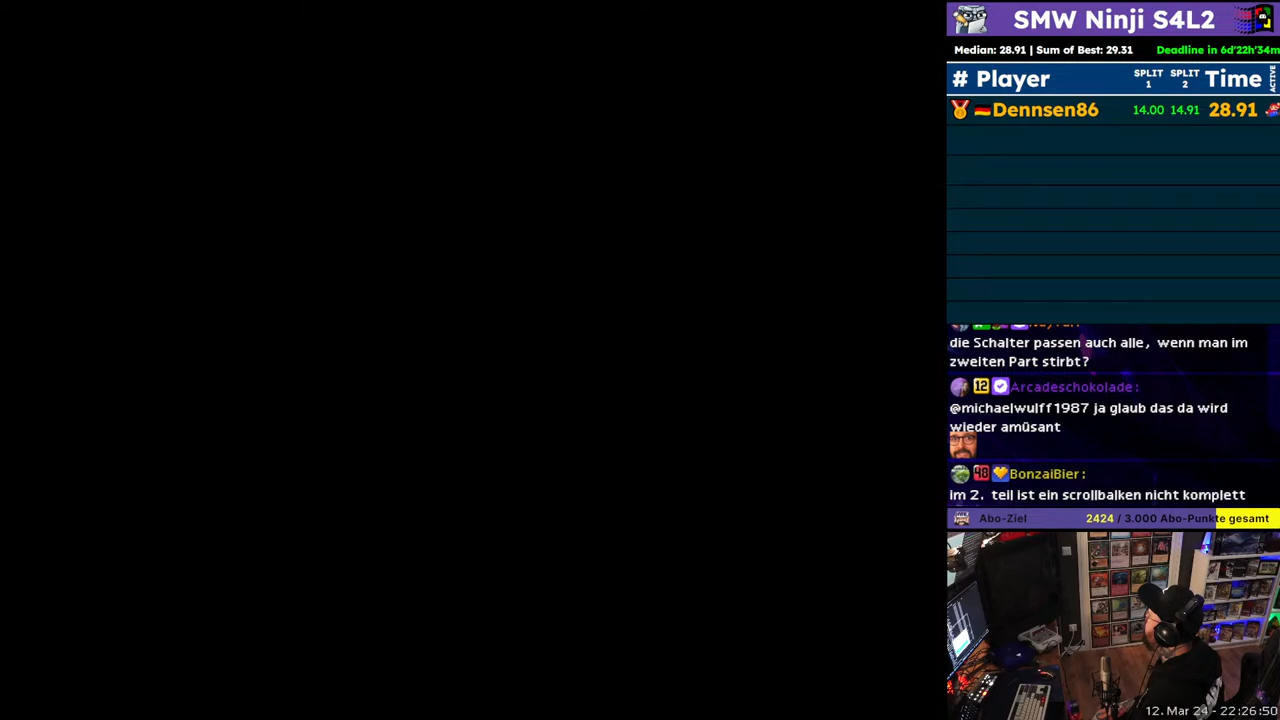 SMW Ninji S4L2
Median: 28.91 | Sum of Best: 29.31 Deadline in 6d'22h'34m
# Player SPLIT 1 SPLIT 2 Time ACTIVE
Dennsen86 14.00 14.91 28.91
die Schalter passen auch alle, wenn man im
zweiten Part stirbt?
12 Arcadeschokolade:
@michaelwulff1987 ja glaub das da wird
wieder amüsant
48 BonzaiBier:
im 2. teil ist ein scrollbalken nicht komplett
Abo-Ziel 2424 / 3.000 Abo-Punkte gesamt
12. Mar 24 - 22:26:50